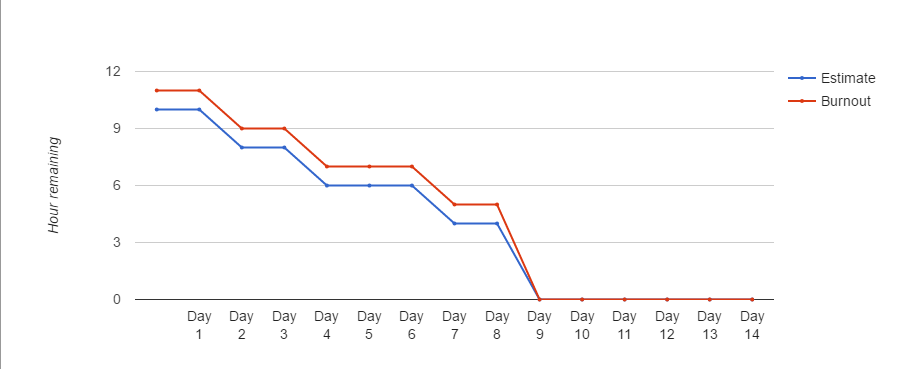 12
Estimate
Burnout
9
6
3
0
Hour remaining
Day Day Day Day Day Day Day Day Day Day Day Day Day Day
1 2 3 4 5 6 7 8 9 10 11 12 13 14